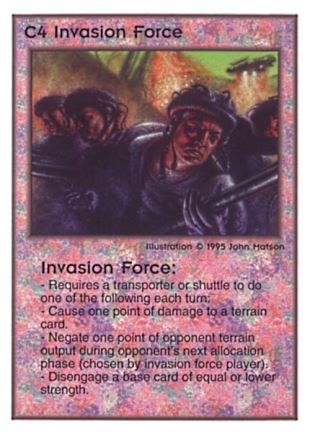 C4 Invasion Force
Illustration © 1995 John Matson
Invasion Force:
- Requires a transporter or shuttle to do
one of the following each turn:
- Cause one point of damage to a terrain
card.
- Negate one point of opponent terrain
output during opponent's next allocation
phase (chosen by invasion force player).
- Disengage a base card of equal or lower
strength.